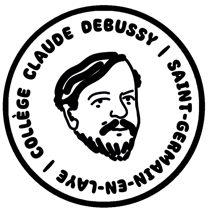 COLLÈGE CLAUDE DEBUSSY | SAINT-GERMAIN-EN-LAYE |